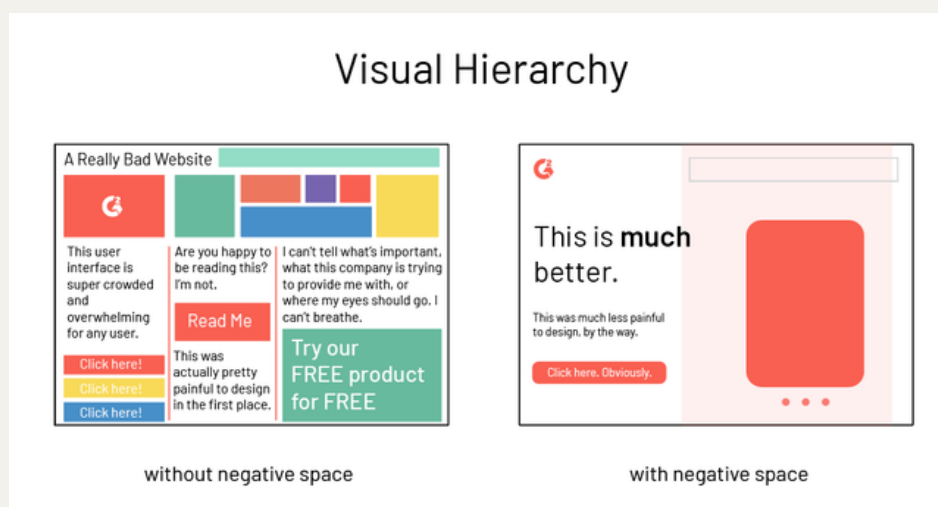 Visual Hierarchy
A Really Bad Website
This user
interface is
super crowded
and
overwhelming
for any user.
Click here!
Click here!
Click here!
Are you happy to
be reading this?
I'm not.
Read Me
This was
actually pretty
painful to design
in the first place.
I can't tell what's important,
what this company is trying
to provide me with, or
where my eyes should go. I
can't breathe.
Try our
FREE product
for FREE
without negative space
This is much
better.
This was much less painful
to design, by the way.
Click here. Obviously.
with negative space